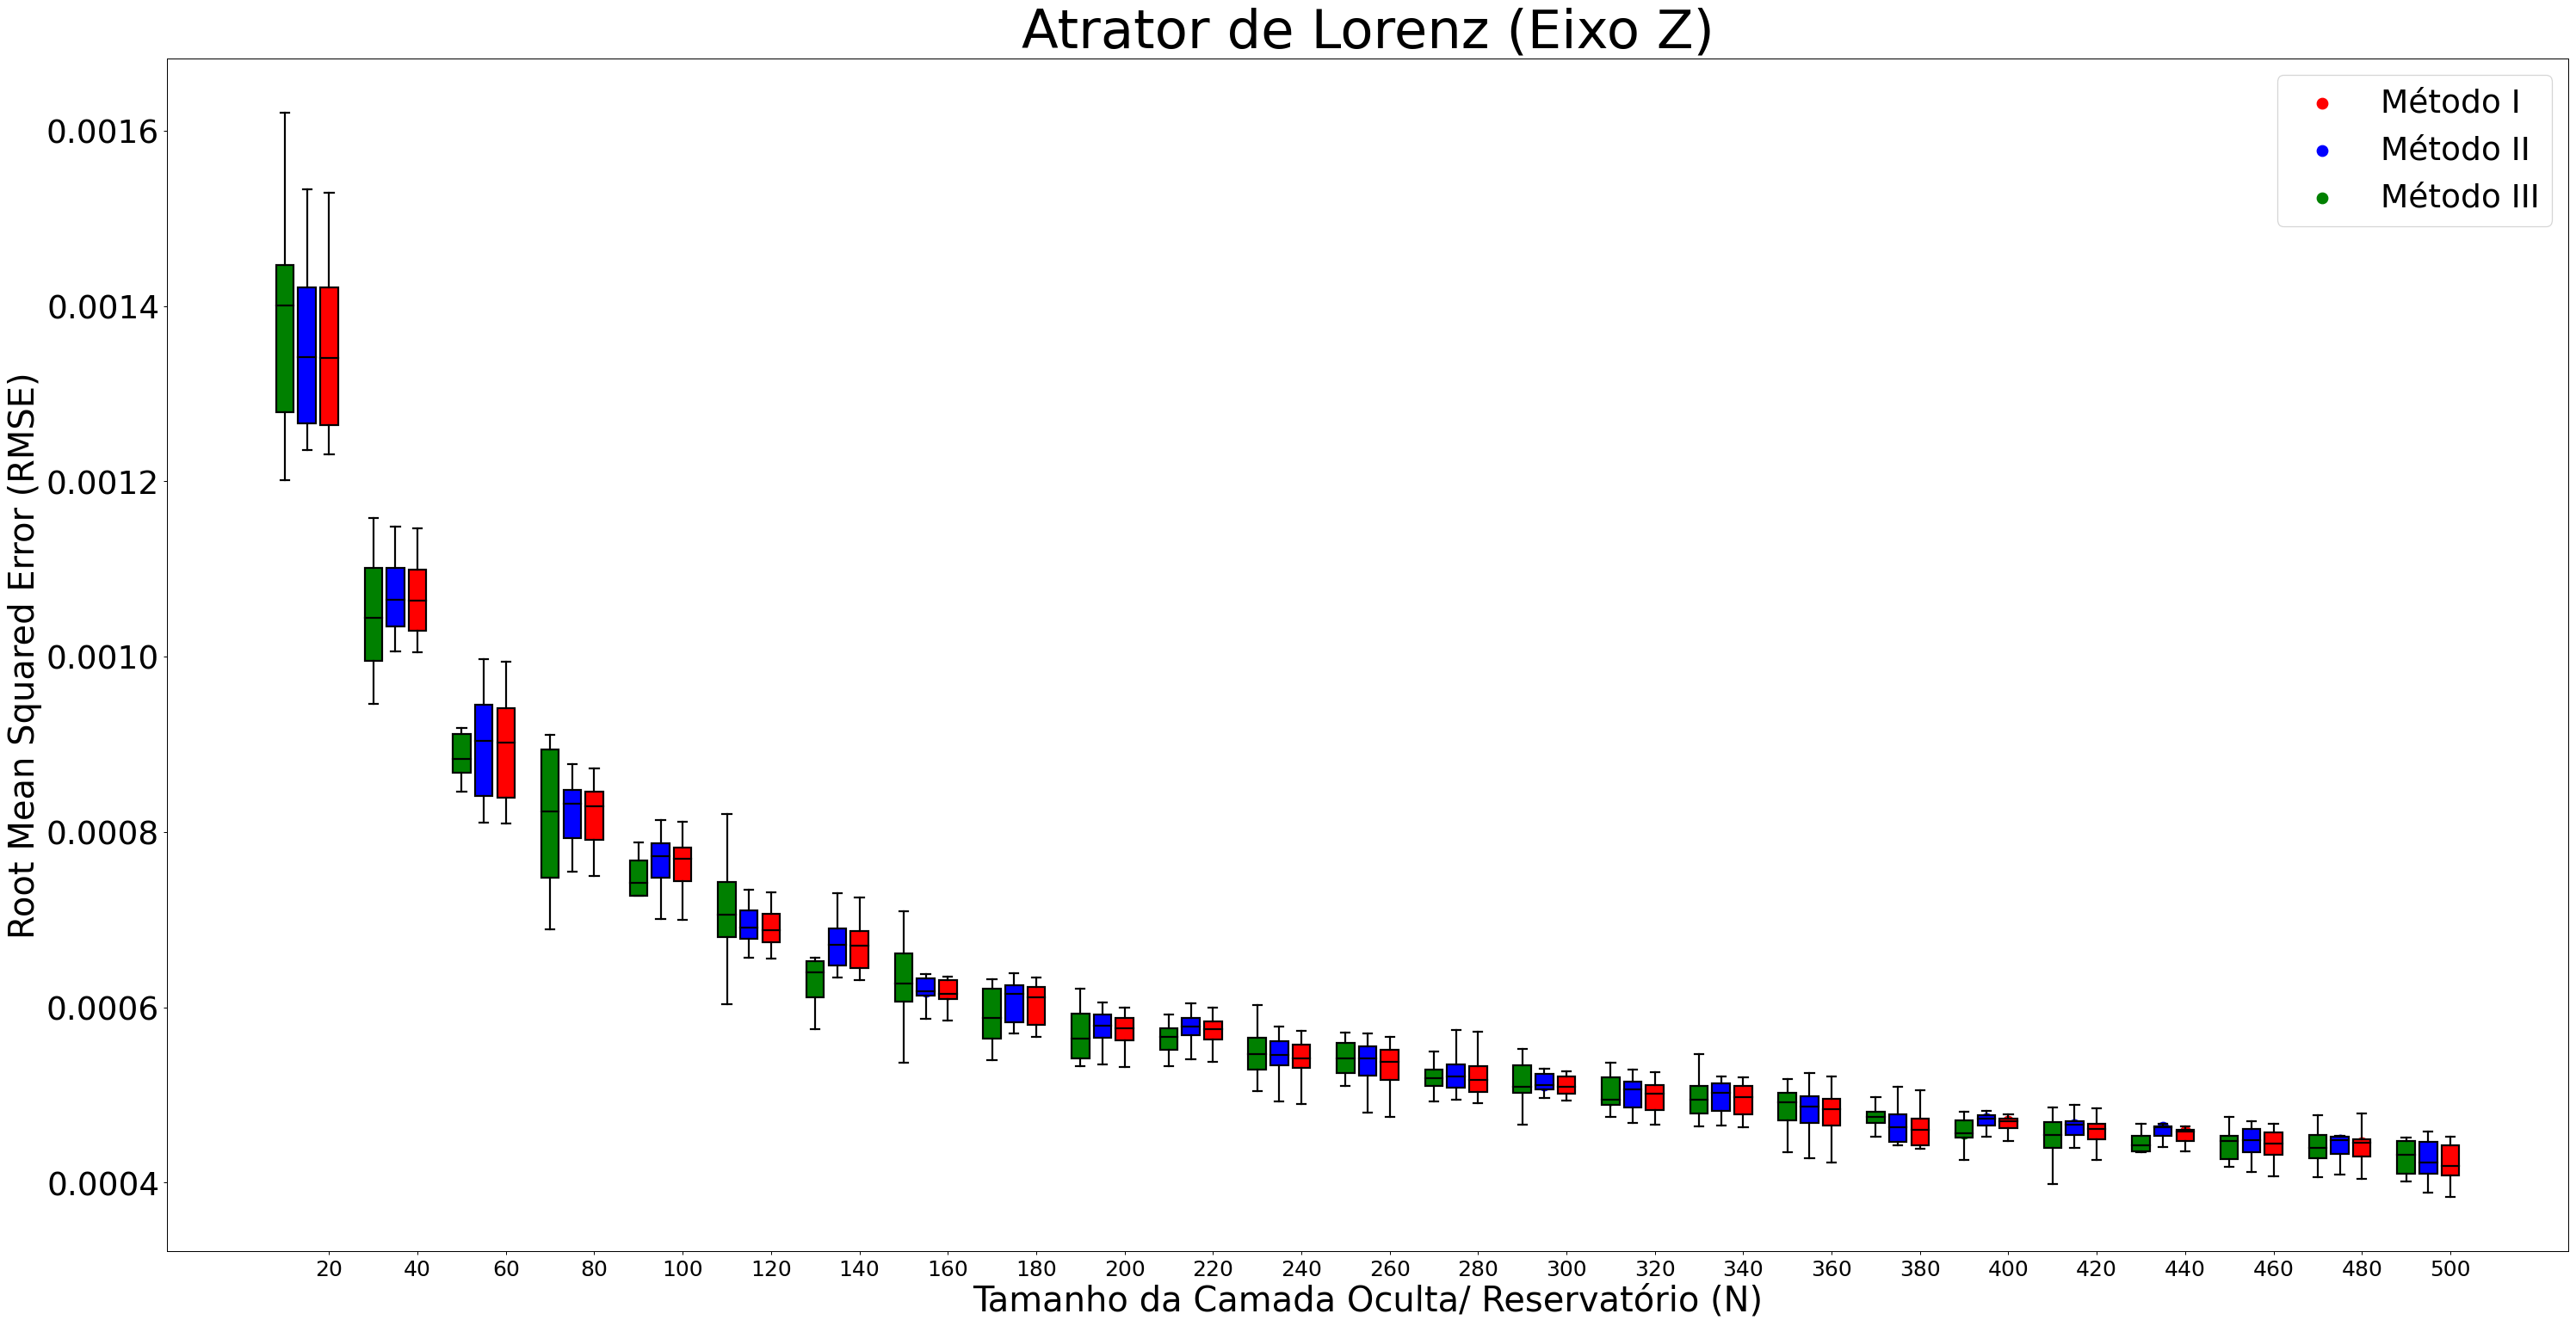 Atrator de Lorenz (Eixo Z)
Método I
Método II
Método III
Root Mean Squared Error (RMSE)
0.0016
0.0014
0.0012
0.0010
0.0008
0.0006
0.0004
20 40 60 80 100 120 140 160 180 200 220 240 260 280 300 320 340 360 380 400 420 440 460 480 500
Tamanho da Camada Oculta/ Reservatório (N)